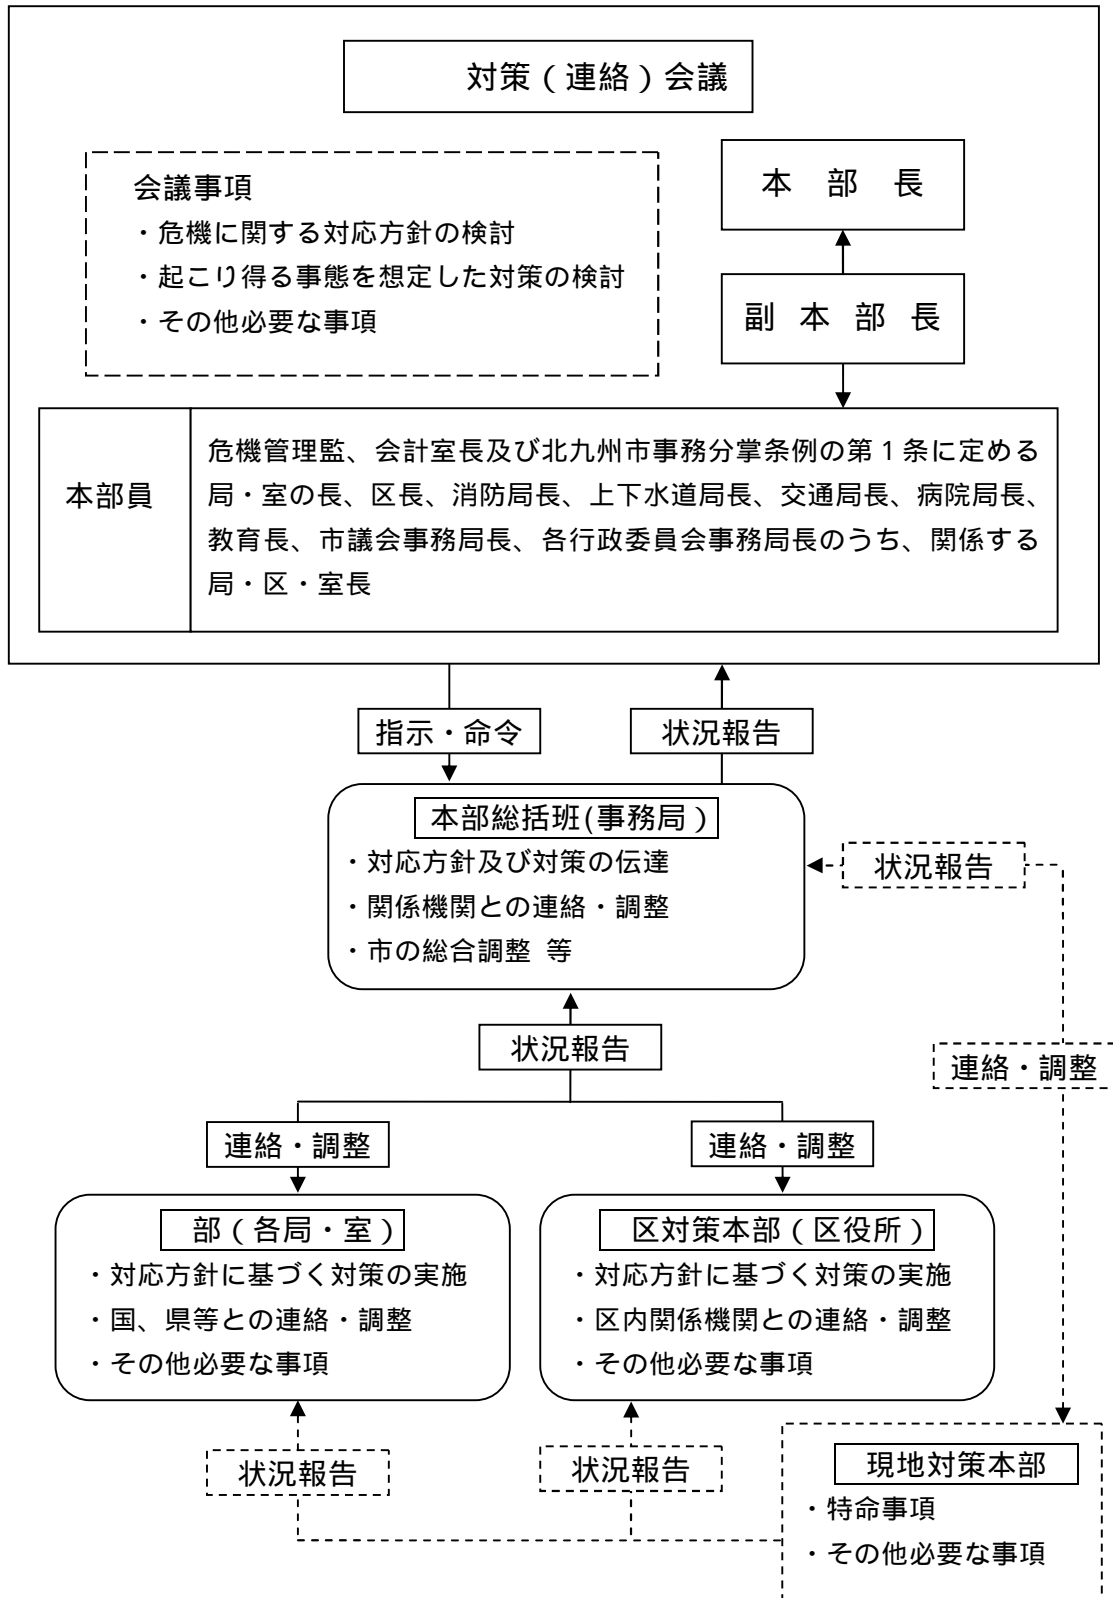 対策(連絡)会議
会議事項
・危機に関する対応方針の検討
・起こり得る事態を想定した対策の検討
・その他必要な事項
本 部 長
副 本 部 長
本部員
危機管理監、会計室長及び北九州市事務分掌条例の第1条に定める
局・室の長、区長、消防局長、上下水道局長、交通局長、病院局長、
教育長、市議会事務局長、各行政委員会事務局長のうち、関係する
局・区・室長
指示・命令
状況報告
本部総括班(事務局)
・対応方針及び対策の伝達
・関係機関との連絡・調整
・市の総合調整 等
状況報告
状況報告
連絡・調整
連絡・調整
連絡・調整
部(各局・室)
・対応方針に基づく対策の実施
・国、県等との連絡・調整
・その他必要な事項
区対策本部(区役所)
・対応方針に基づく対策の実施
・区内関係機関との連絡・調整
・その他必要な事項
状況報告
状況報告
現地対策本部
・特命事項
・その他必要な事項